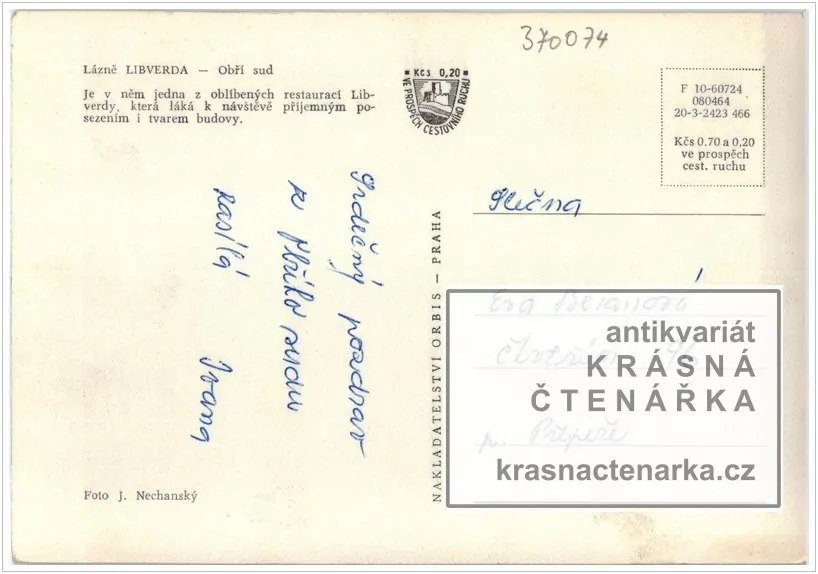 370074
Lázně LIBVERDA — Obří sud
Je v něm jedna z oblíbených restaurací Lib-
verdy, která láká k návštěvě příjemným po-
sezením i tvarem budovy.
Kčs 0,20
VE PROSPĚCH CESTOVNÍHO RUCHU
F 10-60724
080464
20-3-2423 466
Kčs 0.70 a 0,20
ve prospěch
cest. ruchu
Srdečný pozdrav
z Obřího sudu
zasílá
Ivana
NAKLADATELSTVÍ ORBIS — PRAHA
Slečna
Eva
p.
antikvariát
KRÁSNÁ
ČTENÁŘKA
krasnactenarka.cz
Foto J. Nechanský